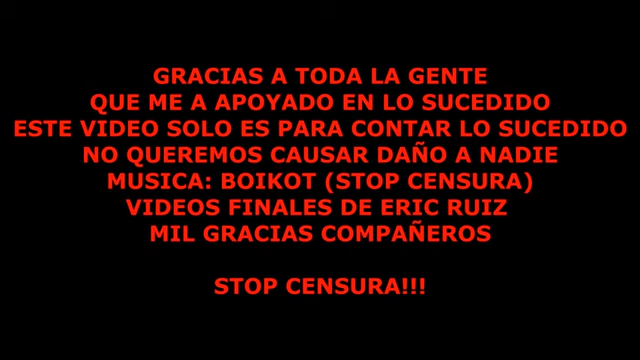 GRACIAS A TODA LA GENTE
QUE ME A APOYADO EN LO SUCEDIDO
ESTE VIDEO SOLO ES PARA CONTAR LO SUCEDIDO
NO QUEREMOS CAUSAR DAÑO A NADIE
MUSICA: BOIKOT (STOP CENSURA)
VIDEOS FINALES DE ERIC RUIZ
MIL GRACIAS COMPAÑEROS
STOP CENSURA!!!